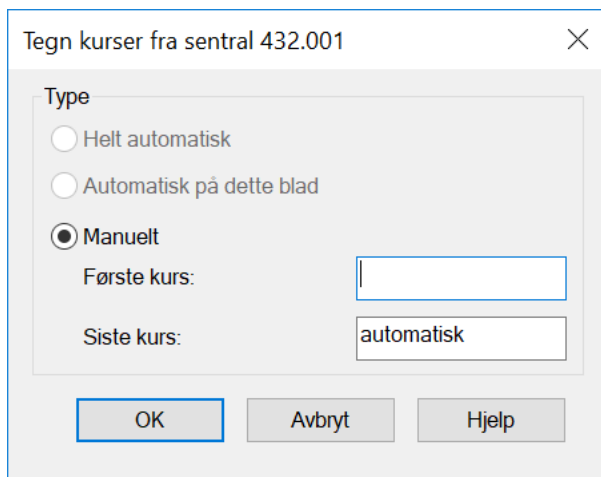 Tegn kurser fra sentral 432.001
Type
Helt automatisk
Automatisk på dette blad
Manuelt
Første kurs:
Siste kurs: automatisk
OK Avbryt Hjelp